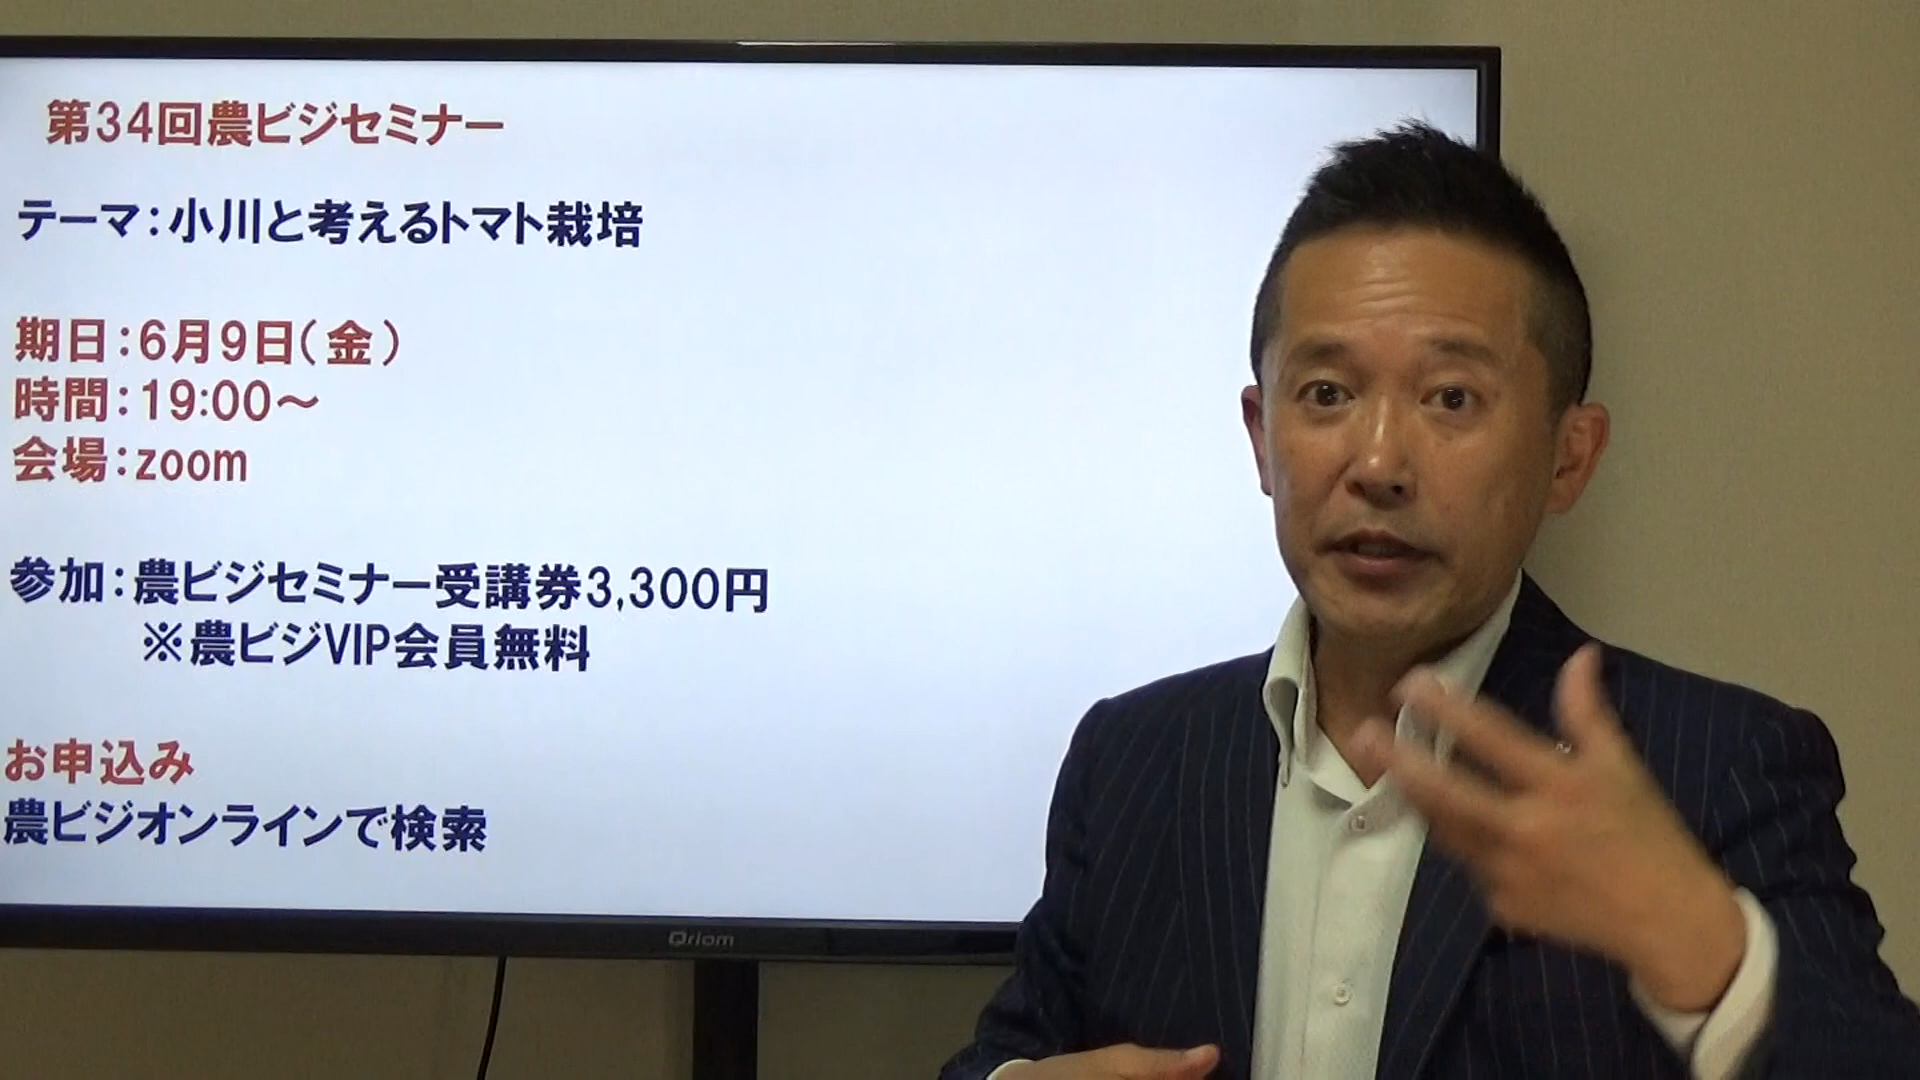 第34回農ビジセミナー
テーマ：小川と考えるトマト栽培
期日：6月9日（金）
時間：19:00～
会場：zoom
参加：農ビジセミナー受講券3,300円
※農ビジVIP会員無料
お申込み
農ビジオンラインで検索
Qriom